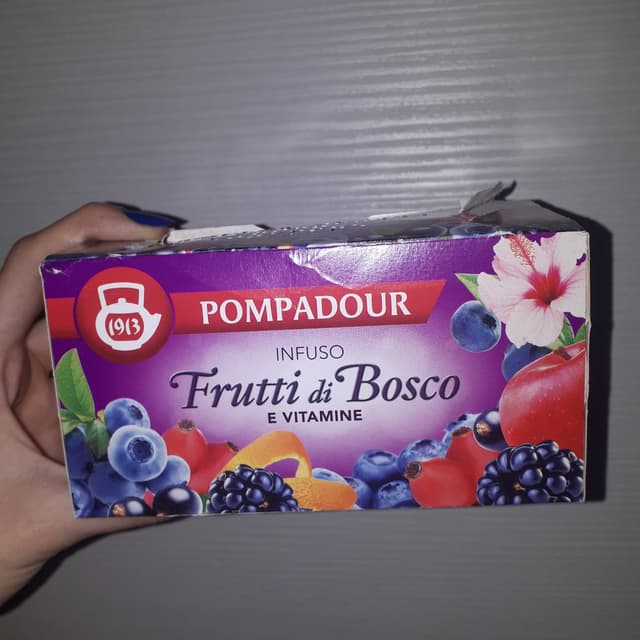 1913
POMPADOUR
INFUSO
Frutti di Bosco
E VITAMINE